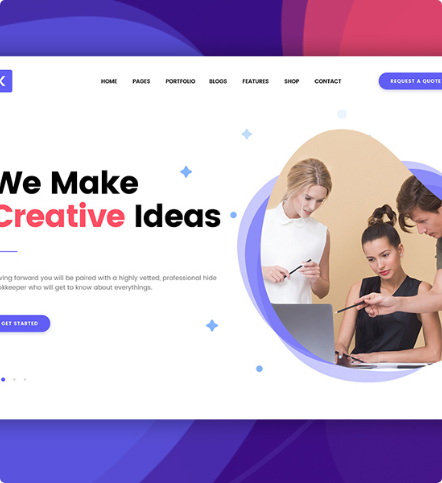 HOME PAGES PORTFOLIO BLOGS FEATURES SHOP CONTACT REQUEST A QUOTE
We Make
Creative Ideas
ving forward you will be paired with a highly vetted, professional hide
okkeeper who will get to know about everythings.
GET STARTED